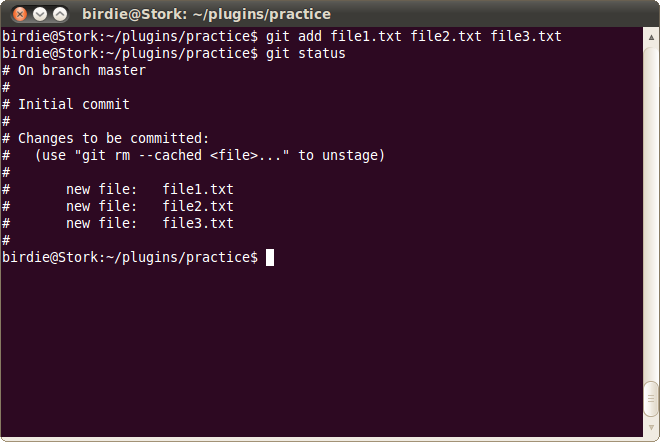 birdie@Stork: ~/plugins/practice
birdie@Stork:~/plugins/practice$ git add file1.txt file2.txt file3.txt
birdie@Stork:~/plugins/practice$ git status
# On branch master
#
# Initial commit
#
# Changes to be committed:
#   (use "git rm --cached <file>..." to unstage)
#
#       new file:   file1.txt
#       new file:   file2.txt
#       new file:   file3.txt
#
birdie@Stork:~/plugins/practice$